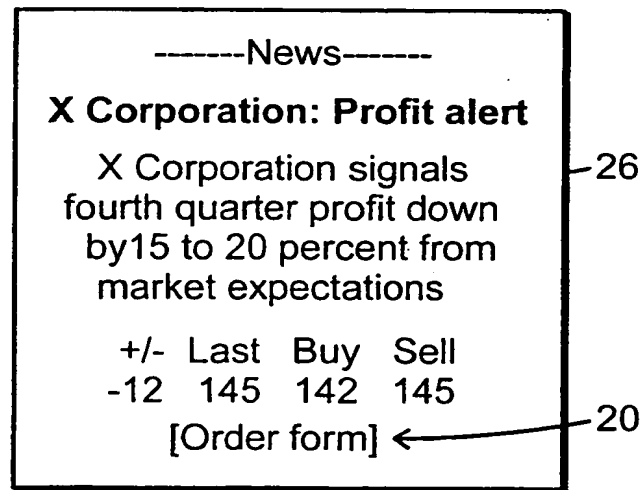 -------News-------
X Corporation: Profit alert
X Corporation signals
fourth quarter profit down
by15 to 20 percent from
market expectations
26
+/- Last Buy Sell
-12 145 142 145
[Order form]
20